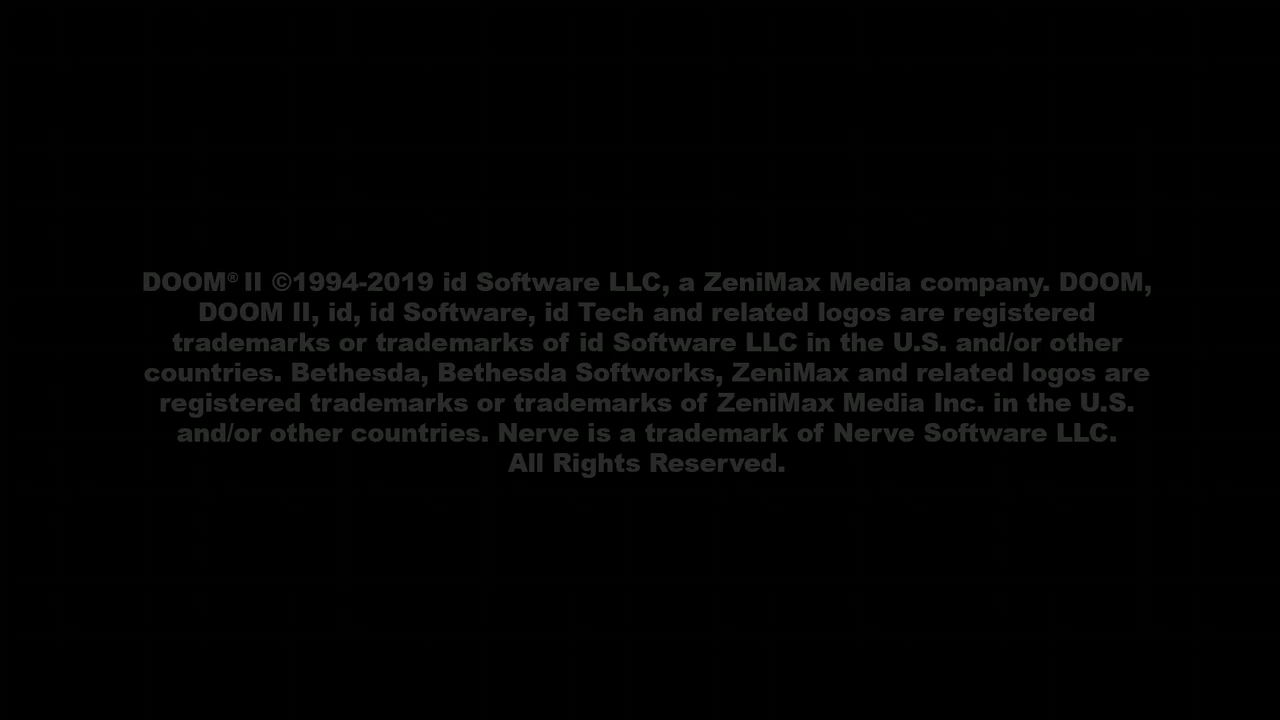 DOOM® II ©1994-2019 id Software LLC, a ZeniMax Media company. DOOM,
DOOM II, id, id Software, id Tech and related logos are registered
trademarks or trademarks of id Software LLC in the U.S. and/or other
countries. Bethesda, Bethesda Softworks, ZeniMax and related logos are
registered trademarks or trademarks of ZeniMax Media Inc. in the U.S.
and/or other countries. Nerve is a trademark of Nerve Software LLC.
All Rights Reserved.